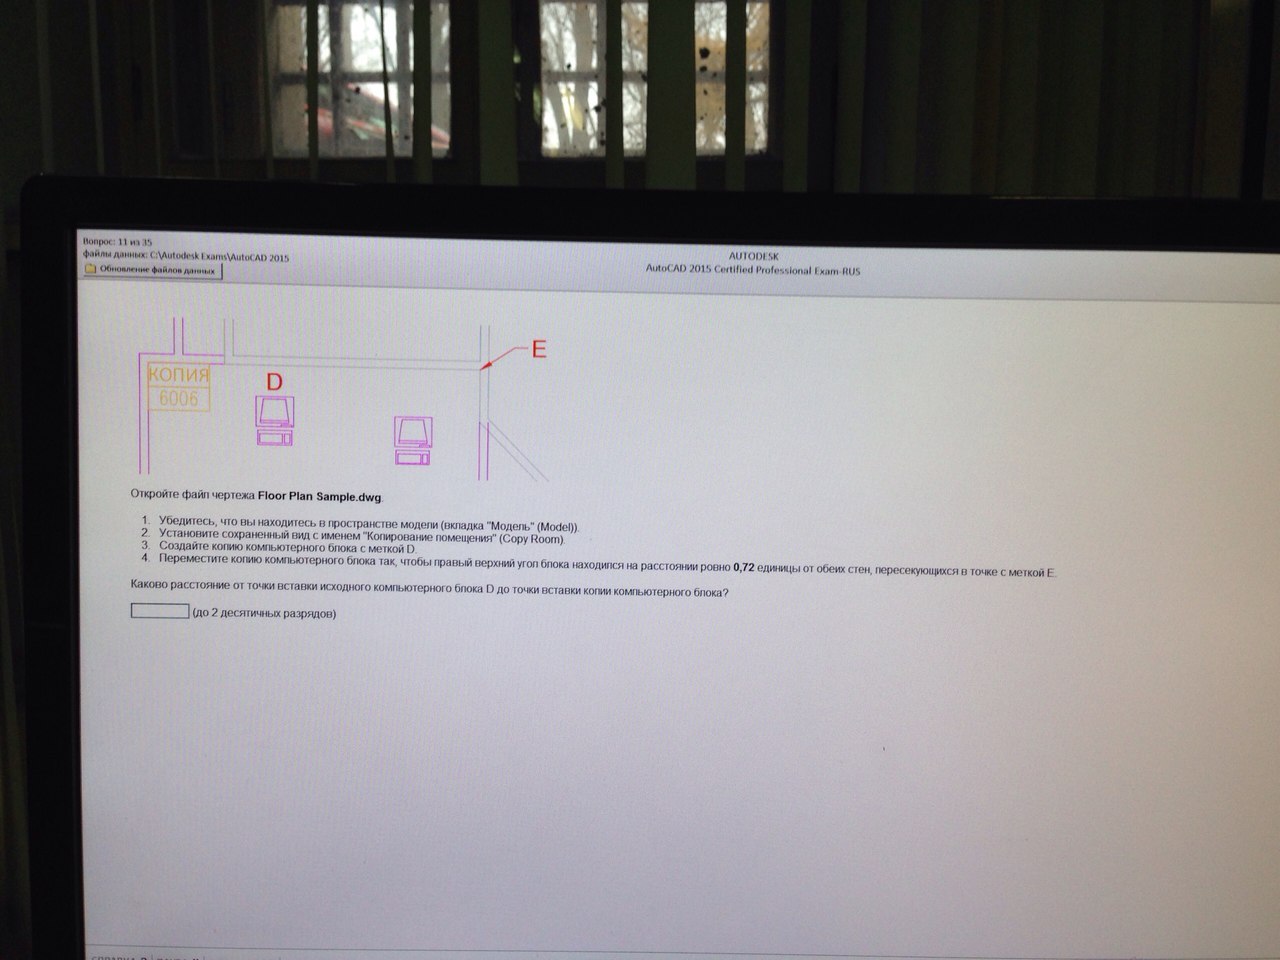 Вопрос: 11 из 35
файлы данных: C:\Autodesk Exams\AutoCAD 2015
Обновление файлов данных
AUTODESK
AutoCAD 2015 Certified Professional Exam-RUS
E
КОПИЯ
D
6006
Откройте файл чертежа Floor Plan Sample.dwg.
1. Убедитесь, что вы находитесь в пространстве модели (вкладка "Модель" (Model)).
2. Установите сохраненный вид с именем "Копирование помещения" (Copy Room).
3. Создайте копию компьютерного блока с меткой D.
4. Переместите копию компьютерного блока так, чтобы правый верхний угол блока находился на расстоянии ровно 0,72 единицы от обеих стен, пересекующихся в точке с меткой E.
Каково расстояние от точки вставки исходного компьютерного блока D до точки вставки копии компьютерного блока?
(до 2 десятичных разрядов)